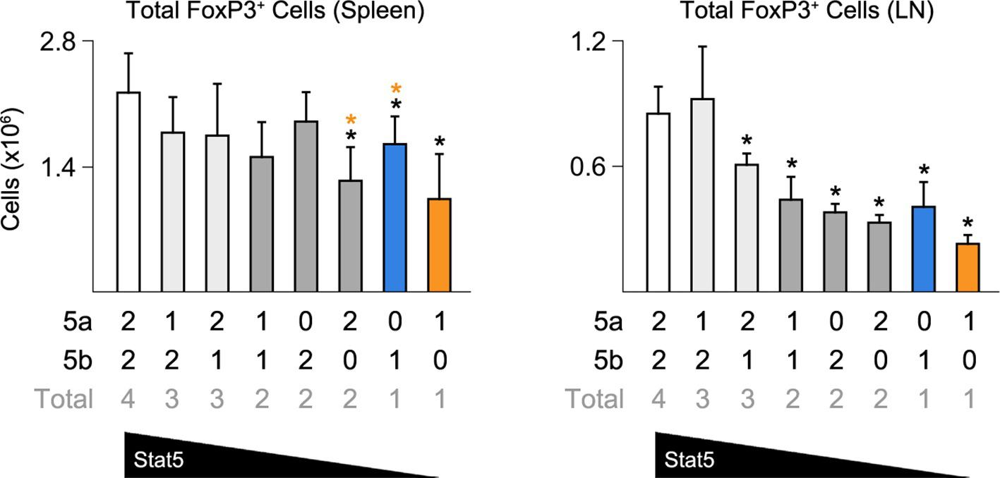 Total FoxP3⁺ Cells (Spleen)
Cells (x10⁶)
2.8
1.4
* * * * *
5a 2 1 2 1 0 2 0 1
5b 2 2 1 1 2 0 1 0
Total 4 3 3 2 2 2 1 1
Stat5
Total FoxP3⁺ Cells (LN)
1.2
0.6
* * * * * *
5a 2 1 2 1 0 2 0 1
5b 2 2 1 1 2 0 1 0
Total 4 3 3 2 2 2 1 1
Stat5